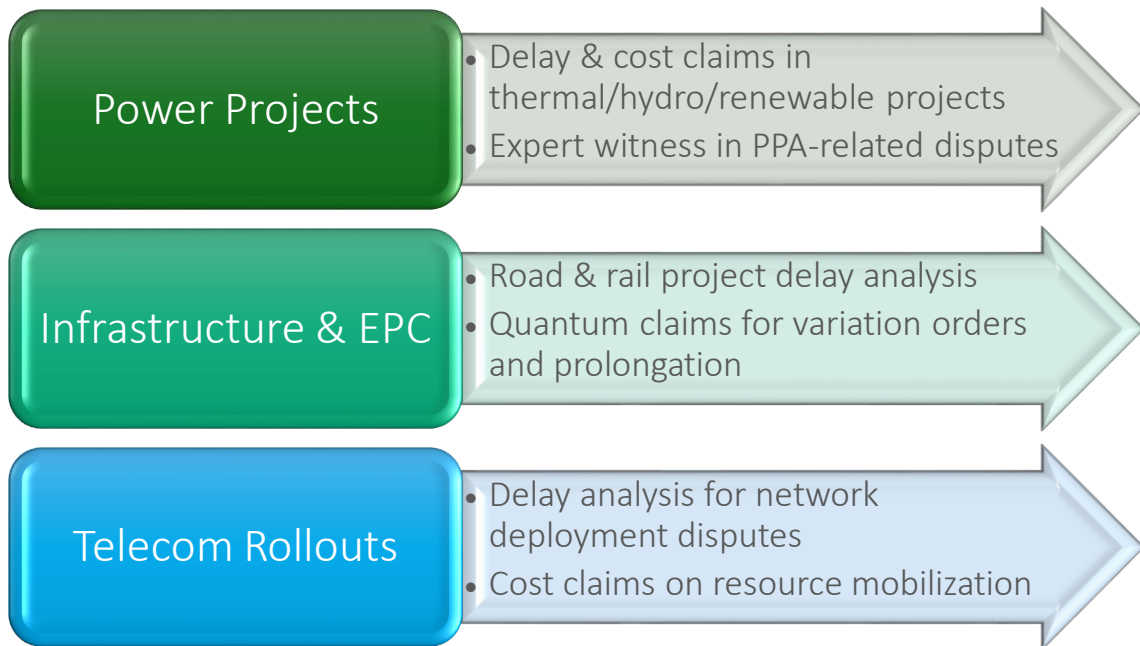 Power Projects
• Delay & cost claims in
thermal/hydro/renewable projects
• Expert witness in PPA-related disputes
Infrastructure & EPC
• Road & rail project delay analysis
• Quantum claims for variation orders
and prolongation
Telecom Rollouts
• Delay analysis for network
deployment disputes
• Cost claims on resource mobilization